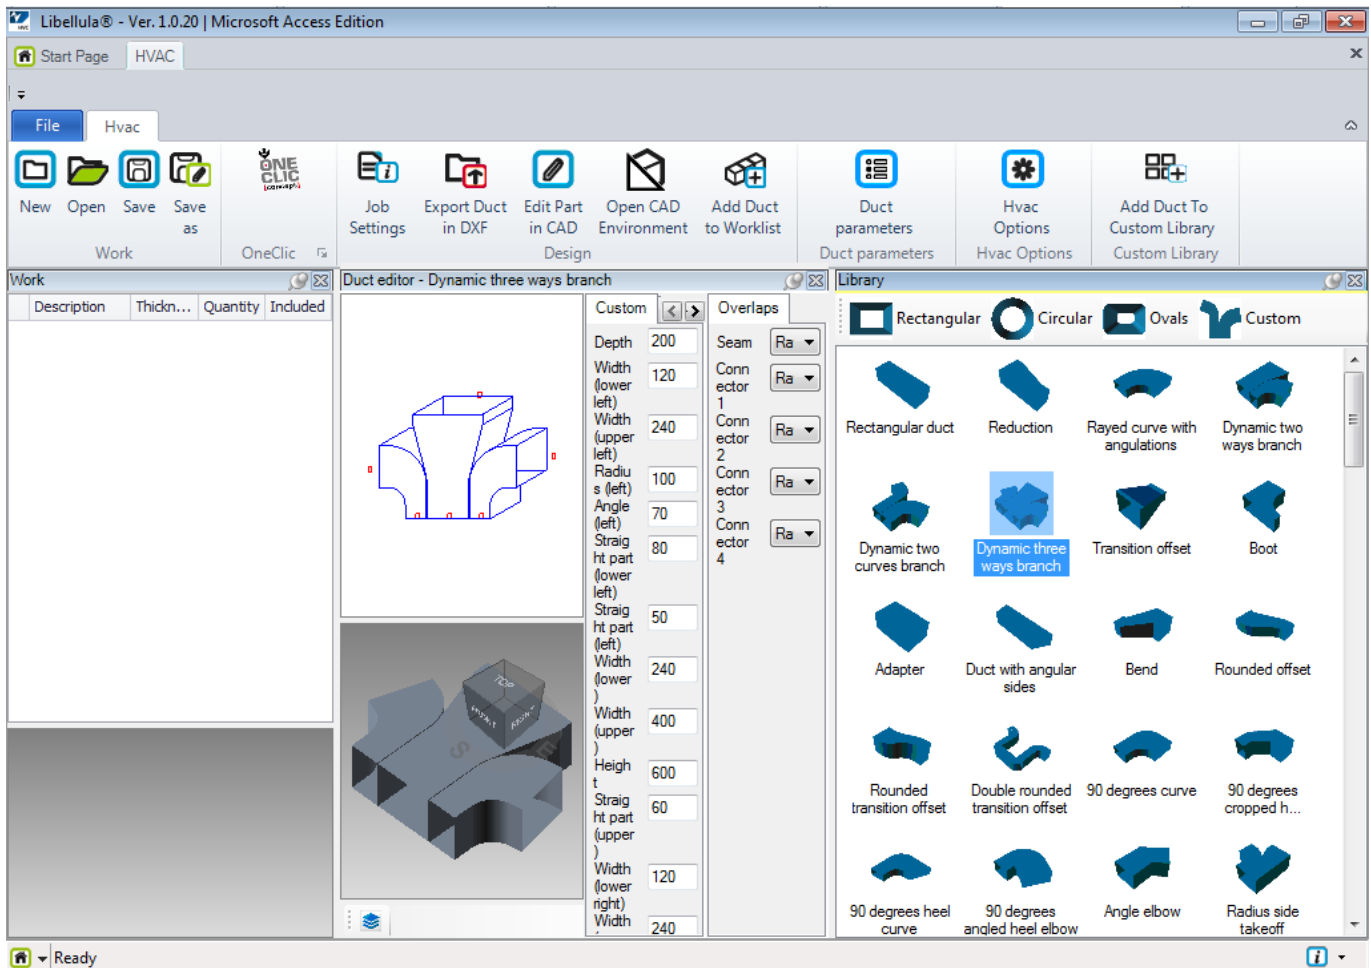 Libellula® - Ver. 1.0.20 | Microsoft Access Edition
Start Page HVAC
File Hvac
ONE
CLIC
New Open Save Save
as
Job
Settings
Export Duct
in DXF
Edit Part
in CAD
Open CAD
Environment
Add Duct
to Worklist
Duct
parameters
Hvac
Options
Add Duct To
Custom Library
Work OneClic Design Duct parameters Hvac Options Custom Library
Work
Description Thickn... Quantity Included
Duct editor - Dynamic three ways branch
Custom
Depth 200
Width
(lower
left)
120
Width
(upper
left)
240
Radiu
s (left)
100
Angle
(left)
70
Straig
ht part
(lower
left)
80
Straig
ht part
(left)
50
Width
(lower
)
240
Width
(upper
)
400
Heigh
t
600
Straig
ht part
(upper
)
60
Width
(lower
right)
120
Width 240
Overlaps
Seam Ra
Conn
ector
1
Ra
Conn
ector
2
Ra
Conn
ector
3
Ra
Conn
ector
4
Ra
TOP
FRONT
RIGHT
S
E
Library
Rectangular Circular Ovals Custom
Rectangular duct
Reduction
Rayed curve with
angulations
Dynamic two
ways branch
Dynamic two
curves branch
Dynamic three
ways branch
Transition offset
Boot
Adapter
Duct with angular
sides
Bend
Rounded offset
Rounded
transition offset
Double rounded
transition offset
90 degrees curve
90 degrees
cropped h...
90 degrees heel
curve
90 degrees
angled heel elbow
Angle elbow
Radius side
takeoff
Ready